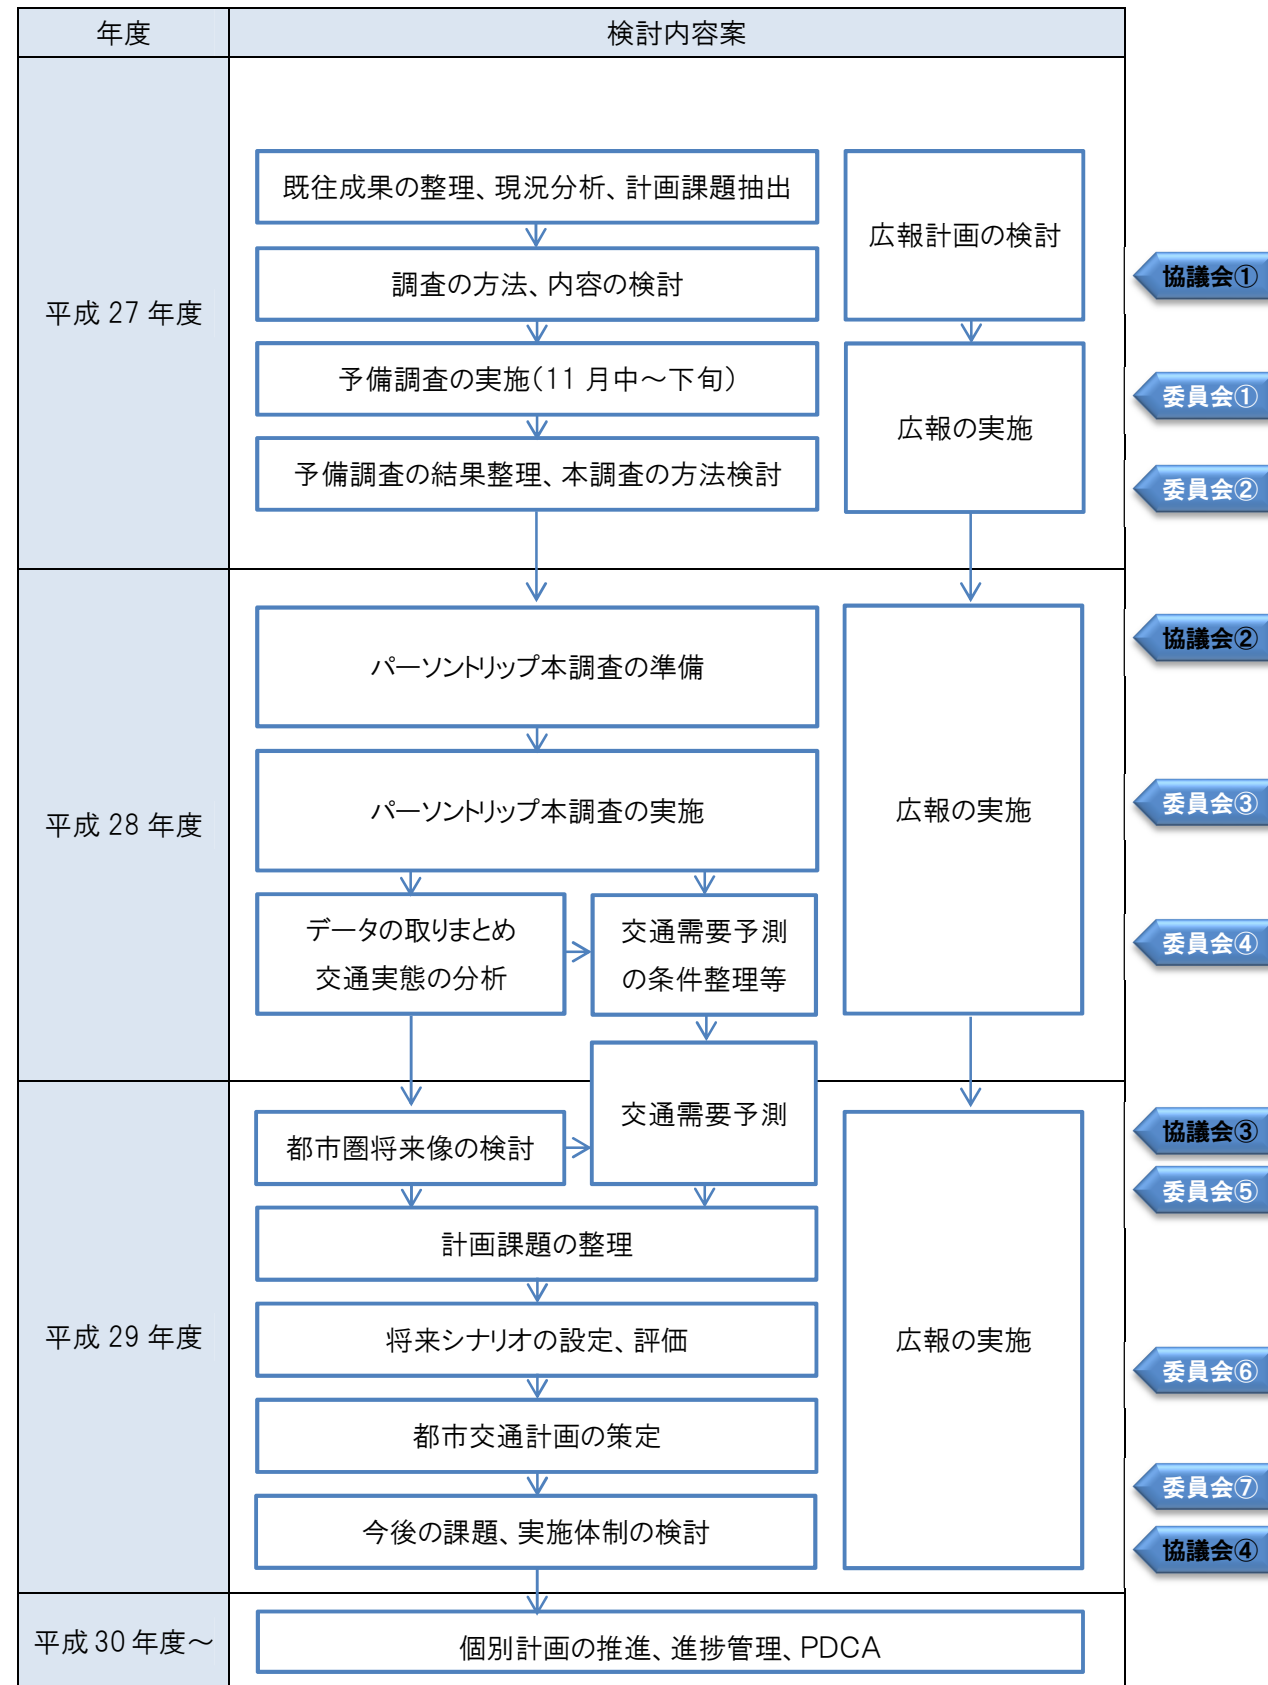 年度
検討内容案
平成 27 年度
既往成果の整理、現況分析、計画課題抽出
広報計画の検討
調査の方法、内容の検討
協議会①
予備調査の実施(11 月中～下旬)
委員会①
広報の実施
予備調査の結果整理、本調査の方法検討
委員会②
平成 28 年度
パーソントリップ本調査の準備
協議会②
パーソントリップ本調査の実施
広報の実施
委員会③
データの取りまとめ
交通実態の分析
交通需要予測
の条件整理等
委員会④
平成 29 年度
交通需要予測
都市圏将来像の検討
協議会③
委員会⑤
計画課題の整理
将来シナリオの設定、評価
広報の実施
委員会⑥
都市交通計画の策定
委員会⑦
今後の課題、実施体制の検討
協議会④
平成 30 年度～
個別計画の推進、進捗管理、PDCA